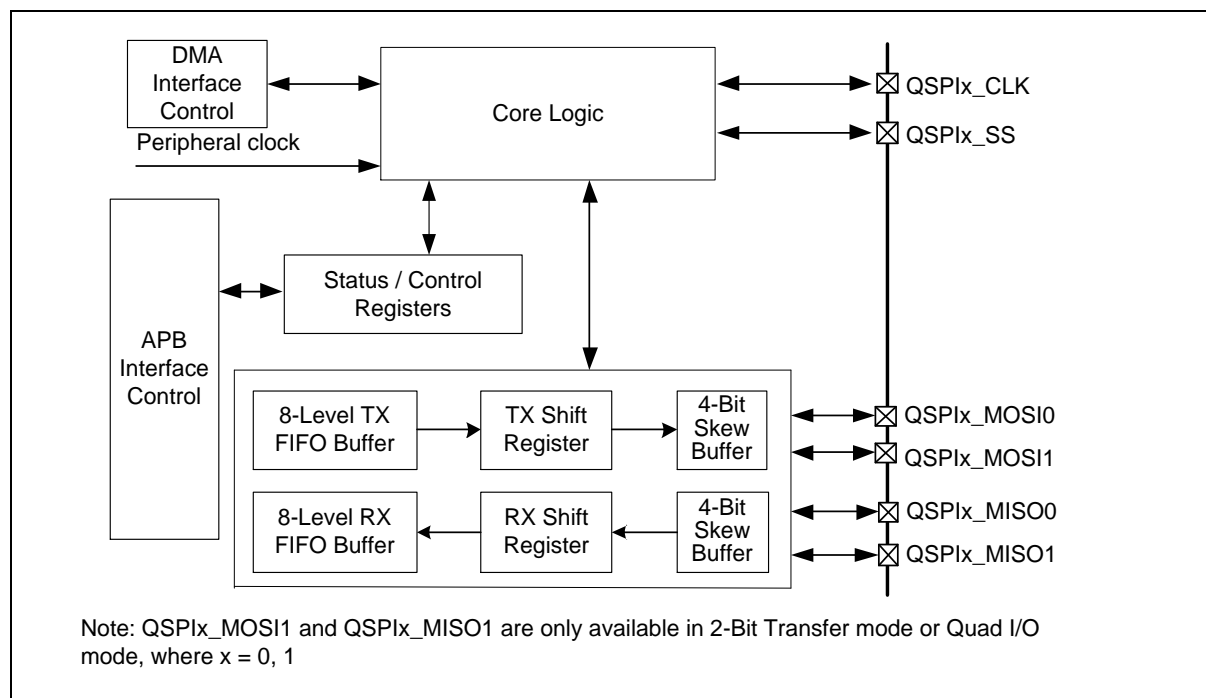 DMA
Interface
Control
Peripheral clock
Core Logic
QSPIx_CLK
QSPIx_SS
Status / Control
Registers
APB
Interface
Control
8-Level TX
FIFO Buffer
TX Shift
Register
4-Bit
Skew
Buffer
8-Level RX
FIFO Buffer
RX Shift
Register
4-Bit
Skew
Buffer
QSPIx_MOSI0
QSPIx_MOSI1
QSPIx_MISO0
QSPIx_MISO1
Note: QSPIx_MOSI1 and QSPIx_MISO1 are only available in 2-Bit Transfer mode or Quad I/O
mode, where x = 0, 1